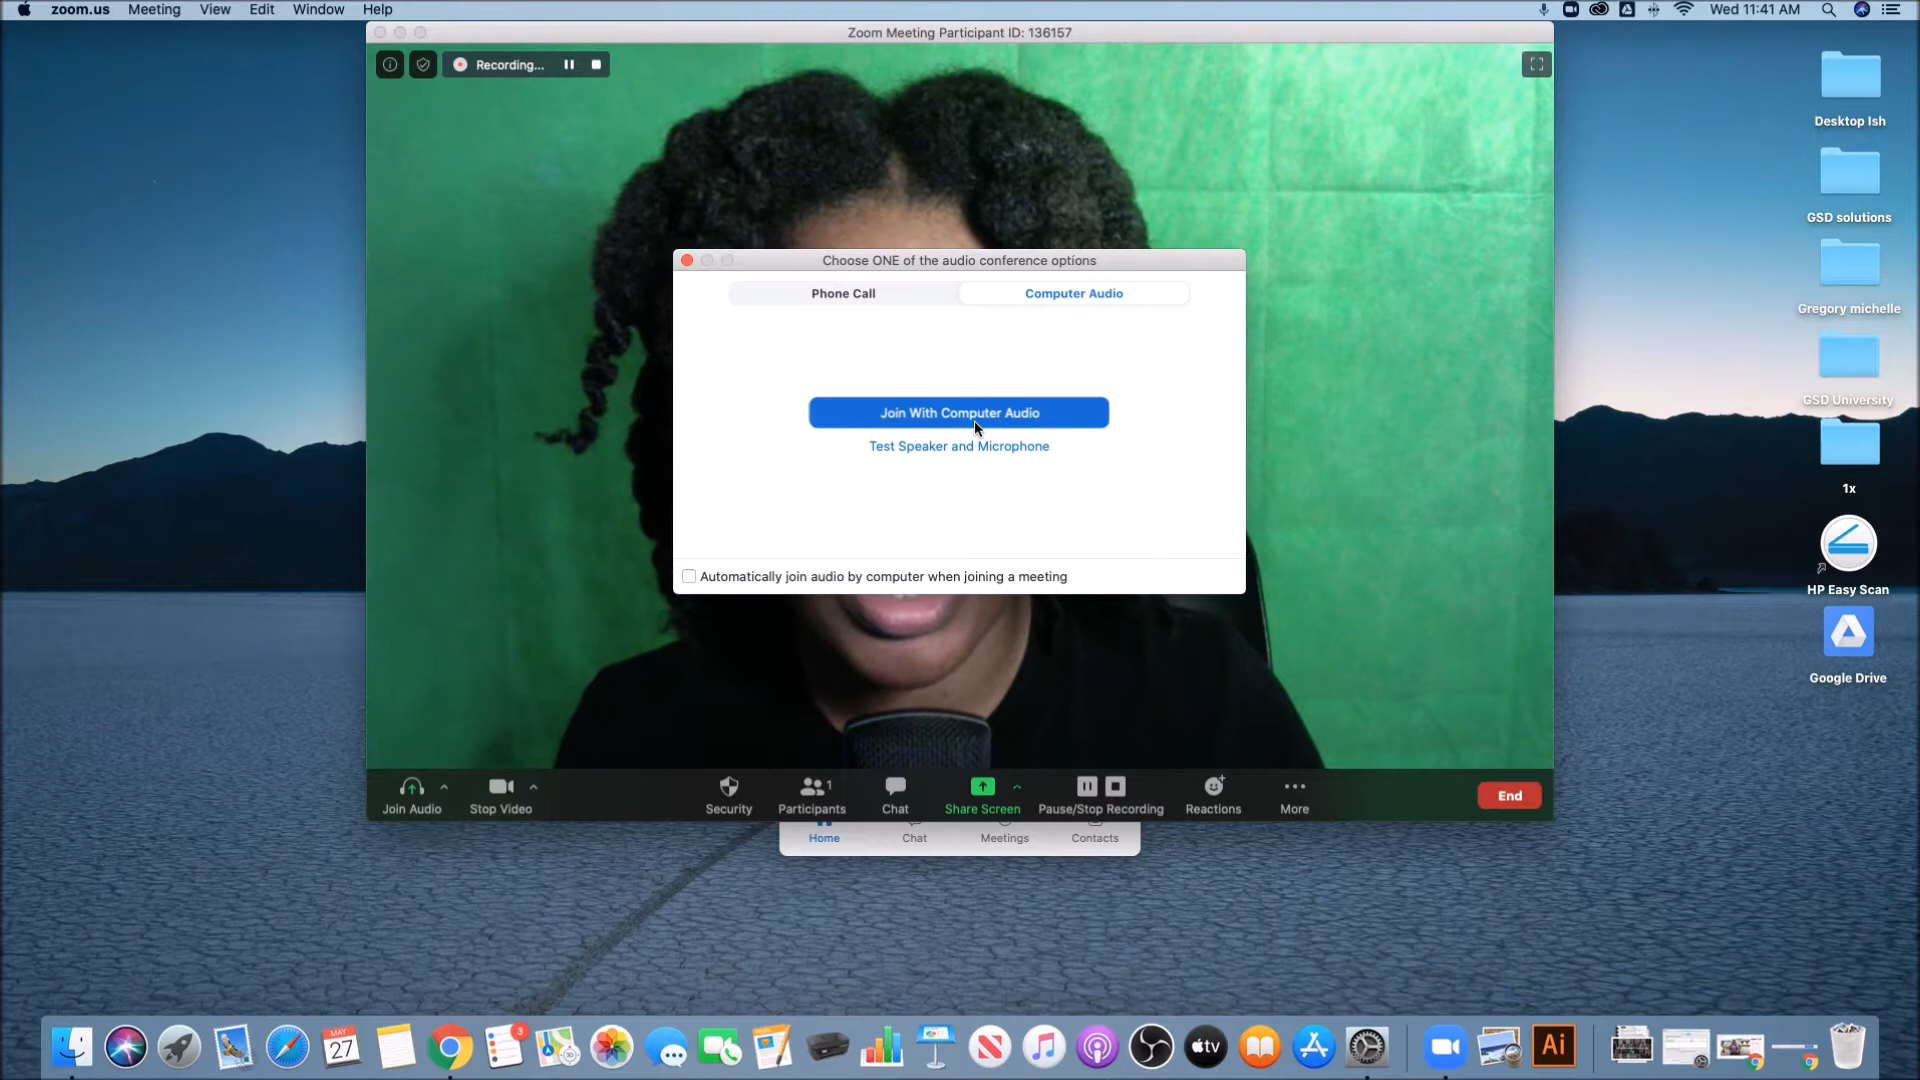 zoom.us Meeting View Edit Window Help
Wed 11:41 AM
Zoom Meeting Participant ID: 136157
Recording...
Choose ONE of the audio conference options
Phone Call Computer Audio
Join With Computer Audio
Test Speaker and Microphone
Automatically join audio by computer when joining a meeting
Join Audio
Stop Video
Security
Participants 1
Chat
Share Screen
Pause/Stop Recording
Reactions
More
End
Home
Chat
Meetings
Contacts
Desktop Ish
GSD solutions
Gregory michelle
GSD University
1x
HP Easy Scan
Google Drive
MAY
27
3
tv
Ai